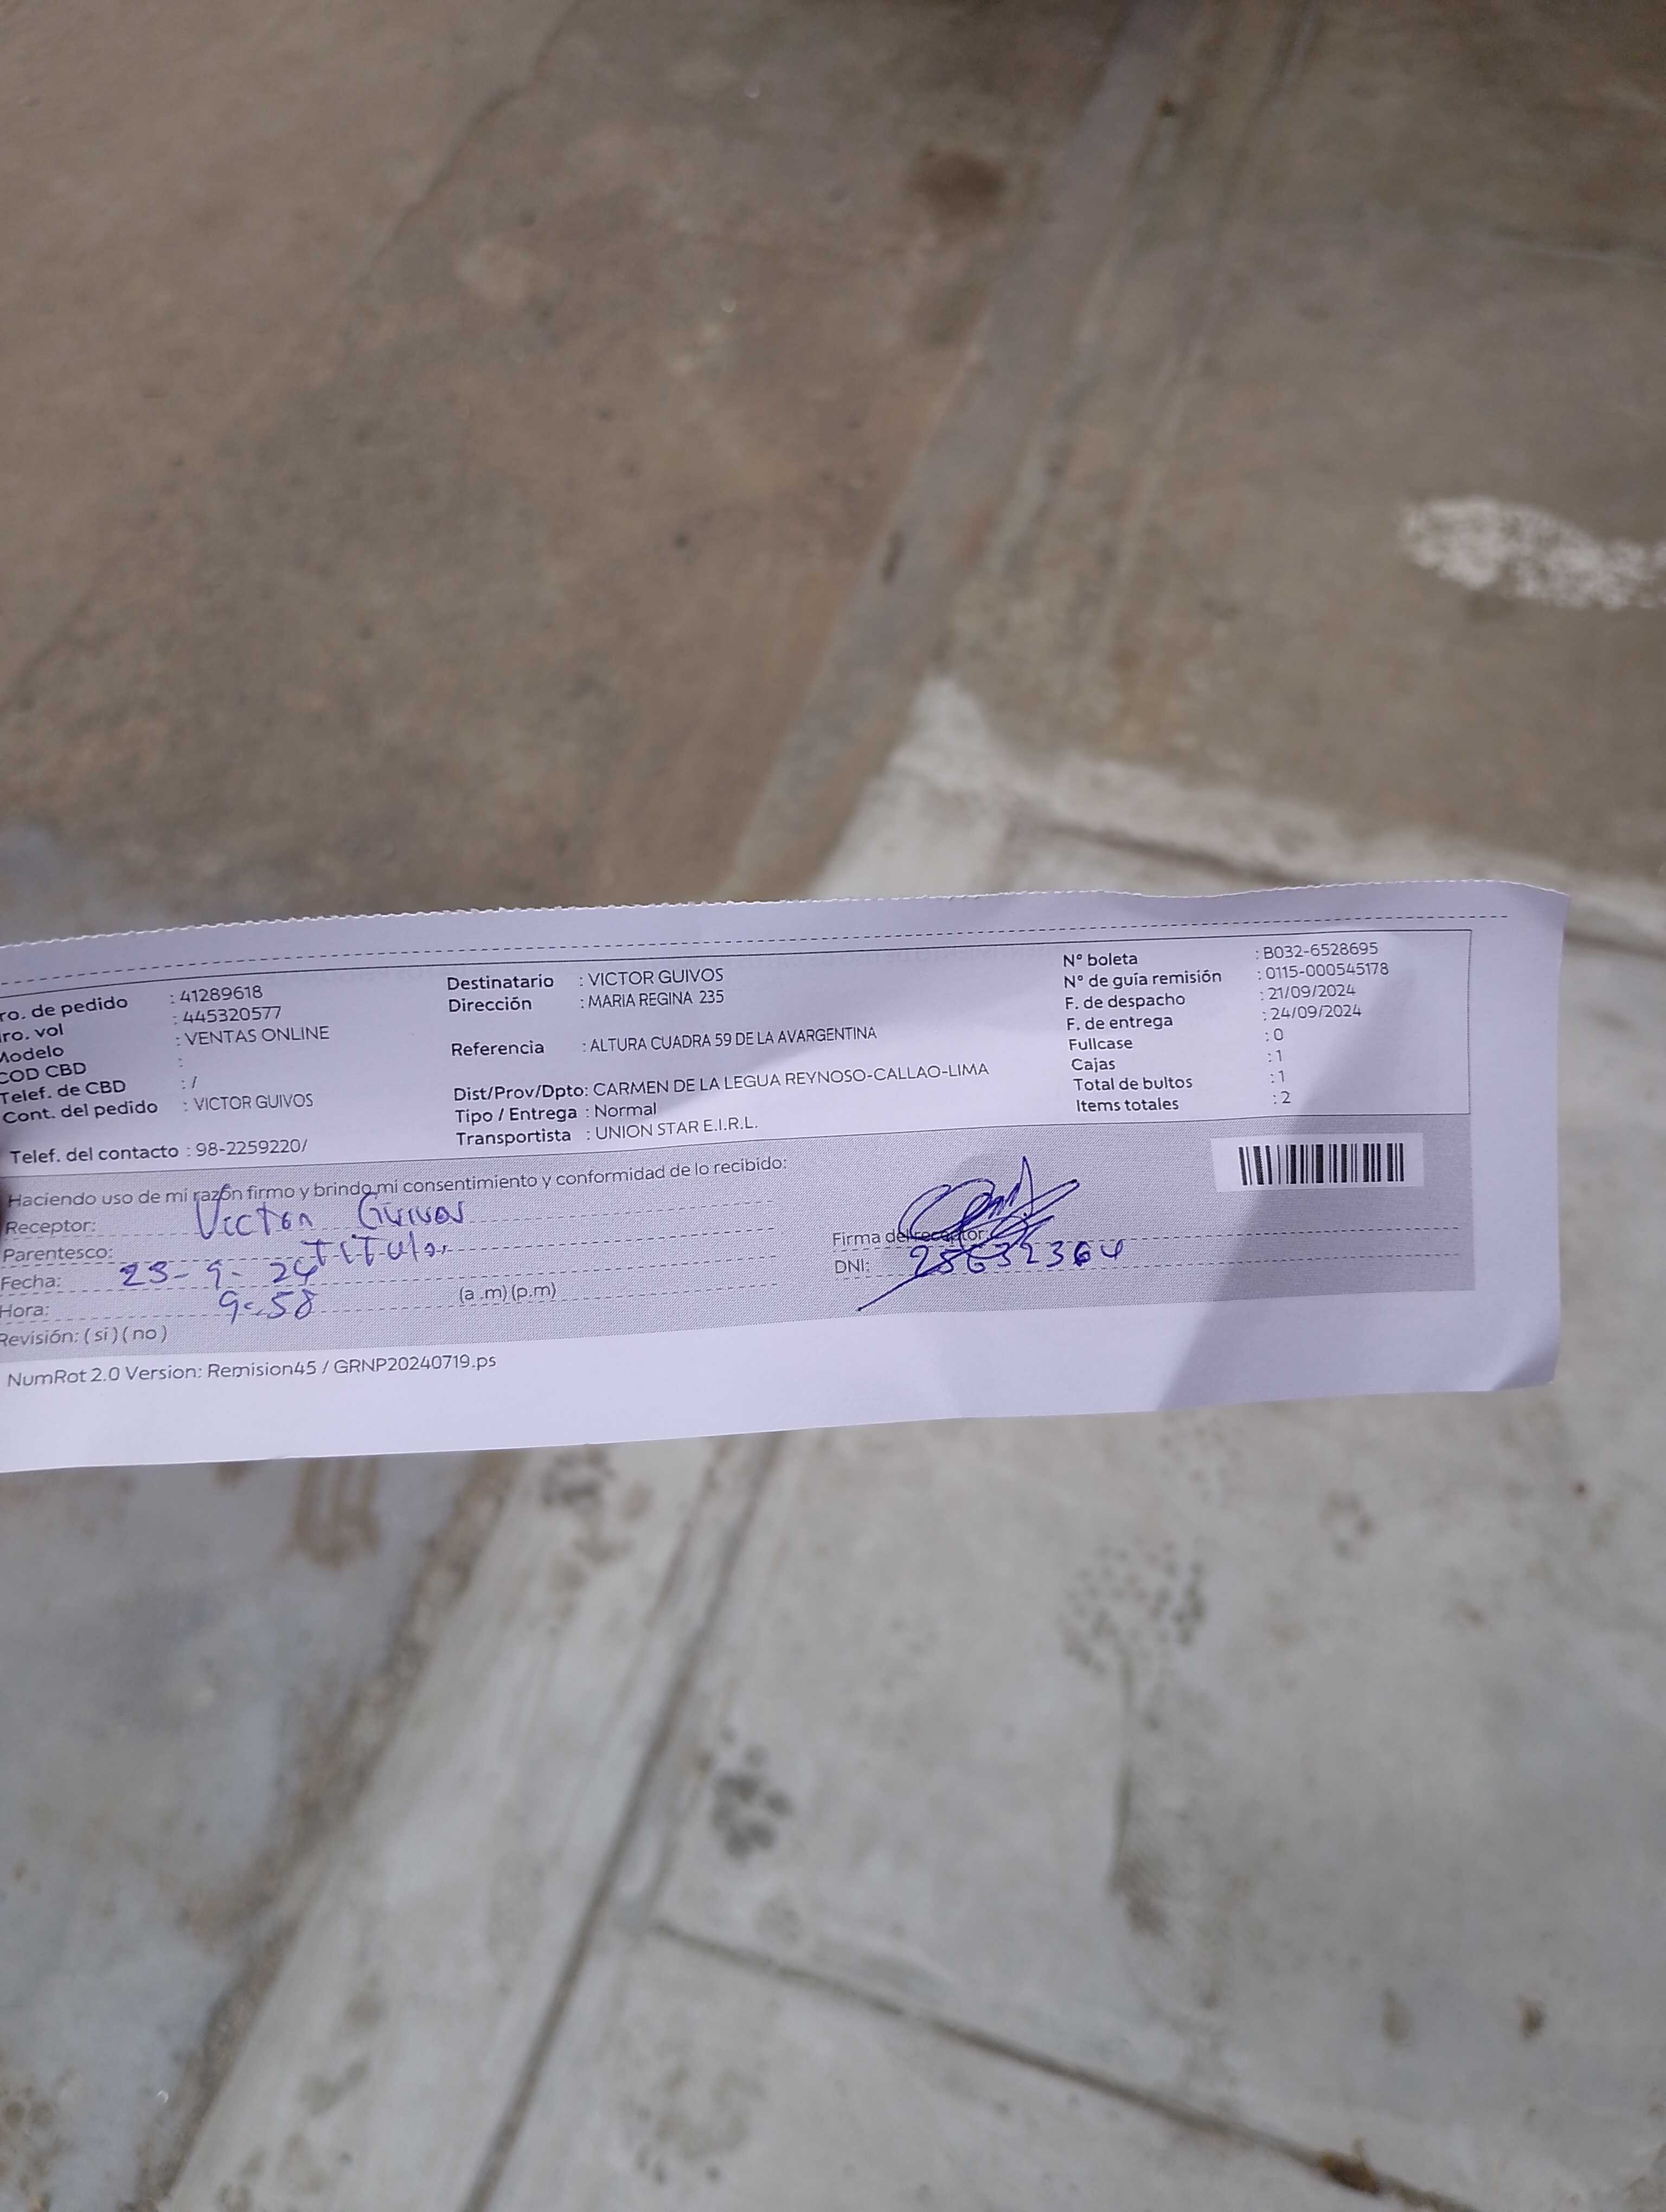 ro. de pedido : 41289618
ro. vol : 445320577
Modelo : VENTAS ONLINE
COD CBD :
Telef. de CBD : /
Cont. del pedido : VICTOR GUIVOS
Telef. del contacto : 98-2259220/
Destinatario : VICTOR GUIVOS
Dirección : MARIA REGINA 235
Referencia : ALTURA CUADRA 59 DE LA AVARGENTINA
Dist/Prov/Dpto: CARMEN DE LA LEGUA REYNOSO-CALLAO-LIMA
Tipo / Entrega : Normal
Transportista : UNION STAR E.I.R.L.
N° boleta : B032-6528695
N° de guía remisión : 0115-000545178
F. de despacho : 21/09/2024
F. de entrega : 24/09/2024
Fullcase : 0
Cajas : 1
Total de bultos : 1
Items totales : 2
Haciendo uso de mi razón firmo y brindo mi consentimiento y conformidad de lo recibido:
Receptor: Victor Guivos
Parentesco: Titular
Fecha: 23-9-24
Hora: 9:58 (a .m) (p.m)
Revisión: ( si ) ( no )
Firma del receptor
DNI: 25632364
NumRot 2.0 Version: Remision45 / GRNP20240719.ps